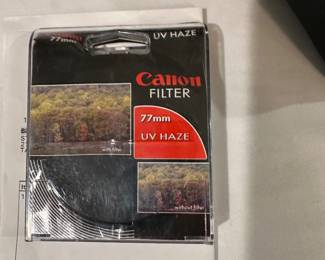 77mm
UV HAZE
Canon
FILTER
77mm
UV HAZE
with filter
without filter